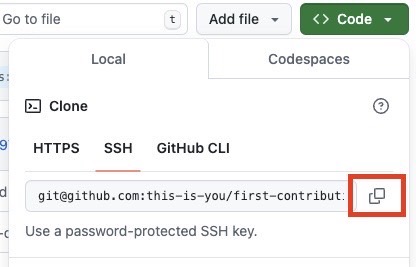 Go to file t Add file Code
Local Codespaces
Clone
HTTPS SSH GitHub CLI
git@github.com:this-is-you/first-contributi
Use a password-protected SSH key.